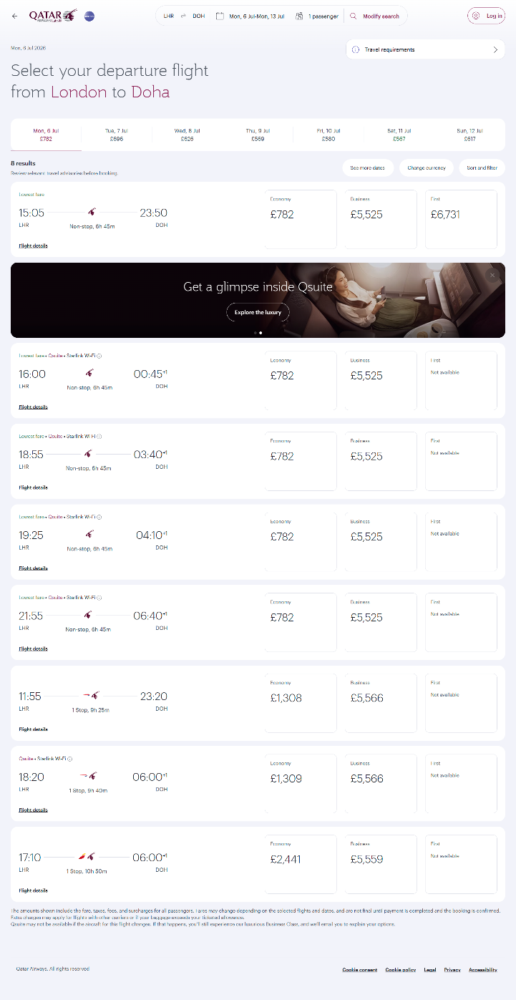 QATAR
AIRWAYS القطرية
LHR DOH Mon, 6 Jul-Mon, 13 Jul 1 passenger Modify search Log in
Mon, 6 Jul 2026
Travel requirements
Select your departure flight
from London to Doha
Mon, 6 Jul Tue, 7 Jul Wed, 8 Jul Thu, 9 Jul Fri, 10 Jul Sat, 11 Jul Sun, 12 Jul
£782 £696 £626 £569 £580 £567 £617
8 results
Review relevant travel advisories before booking.
See more dates Change currency Sort and filter
Lowest fare
Economy Business First
15:05 23:50 £782 £5,525 £6,731
LHR Non-stop, 6h 45m DOH
Flight details
Get a glimpse inside Qsuite
Explore the luxury
Lowest fare • Qsuite • Starlink Wi-Fi
Economy Business First
16:00 00:45+1 £782 £5,525 Not available
LHR Non-stop, 6h 45m DOH
Flight details
Lowest fare • Qsuite • Starlink Wi-Fi
Economy Business First
18:55 03:40+1 £782 £5,525 Not available
LHR Non-stop, 6h 45m DOH
Flight details
Lowest fare • Qsuite • Starlink Wi-Fi
Economy Business First
19:25 04:10+1 £782 £5,525 Not available
LHR Non-stop, 6h 45m DOH
Flight details
Lowest fare • Qsuite • Starlink Wi-Fi
Economy Business First
21:55 06:40+1 £782 £5,525 Not available
LHR Non-stop, 6h 45m DOH
Flight details
Economy Business First
11:55 23:20 £1,308 £5,566 Not available
LHR 1 Stop, 9h 25m DOH
Flight details
Qsuite • Starlink Wi-Fi
Economy Business First
18:20 06:00+1 £1,309 £5,566 Not available
LHR 1 Stop, 9h 40m DOH
Flight details
Economy Business First
17:10 06:00+1 £2,441 £5,559 Not available
LHR 1 Stop, 10h 50m DOH
Flight details
The amounts shown include the fare, taxes, fees, and surcharges for all passengers. Fares may change depending on the selected flights and dates, and are not final until payment is completed and the booking is confirmed.
Extra charges may apply for flights with other carriers or if your baggage exceeds your ticketed allowance.
Qsuite may not be available if the aircraft for this flight changes. If that happens, you'll still experience our luxurious Business Class, and we'll email you to explain your options.
Qatar Airways. All rights reserved
Cookie consent Cookie policy Legal Privacy Accessibility